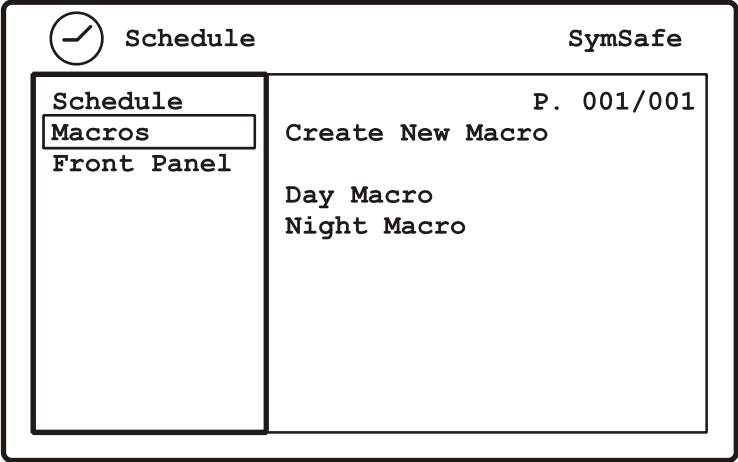 Schedule SymSafe
Schedule
Macros
Front Panel
P. 001/001
Create New Macro
Day Macro
Night Macro